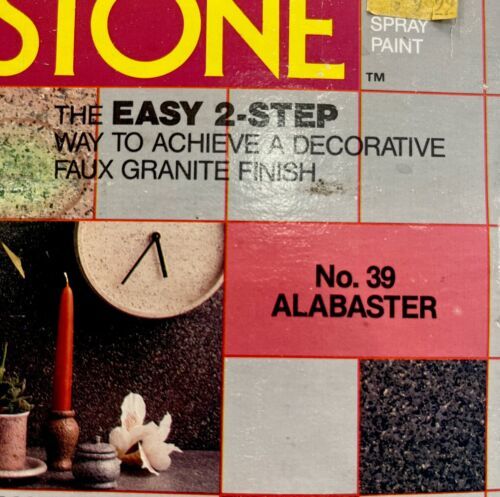 STONE
SPRAY
PAINT
TM
THE EASY 2-STEP
WAY TO ACHIEVE A DECORATIVE
FAUX GRANITE FINISH.
No. 39
ALABASTER